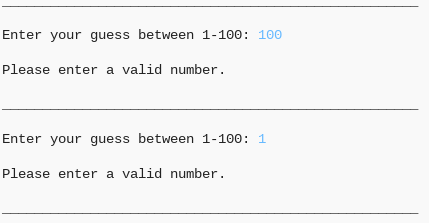 Enter your guess between 1-100: 100
Please enter a valid number.
Enter your guess between 1-100: 1
Please enter a valid number.